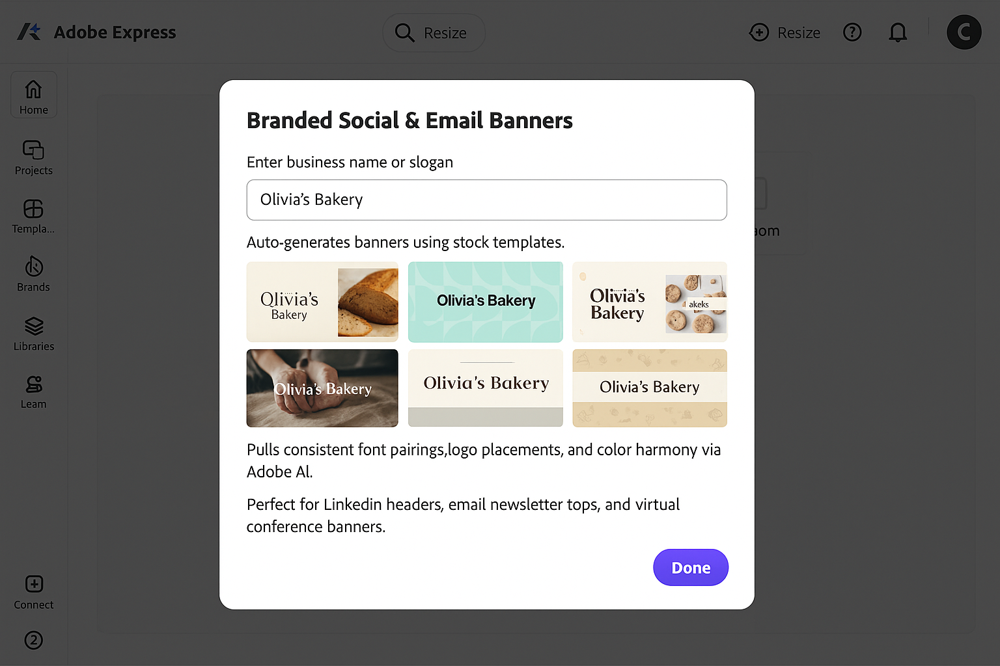 Adobe Express
Resize
Resize
C
Home
Projects
Templa...
Brands
Libraries
Leam
Connect
2
Branded Social & Email Banners
Enter business name or slogan
Olivia's Bakery
Auto-generates banners using stock templates.
Olivia's
Bakery
Olivia's Bakery
Olivia's
Bakery
akeks
Olivia's Bakery
Olivia's Bakery
Olivia's Bakery
Pulls consistent font pairings,logo placements, and color harmony via
Adobe Al.
Perfect for Linkedin headers, email newsletter tops, and virtual
conference banners.
Done